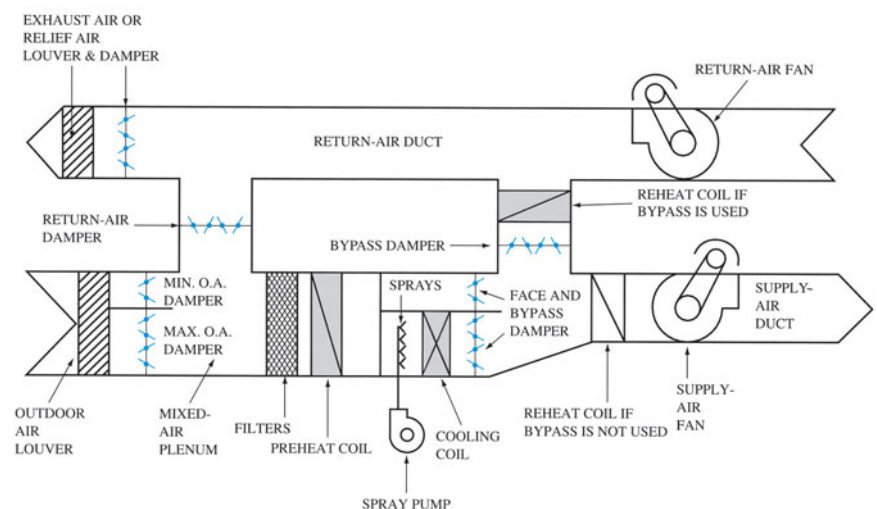 EXHAUST AIR OR
RELIEF AIR
LOUVER & DAMPER
RETURN-AIR FAN
RETURN-AIR DUCT
RETURN-AIR
DAMPER
REHEAT COIL IF
BYPASS IS USED
BYPASS DAMPER
MIN. O.A.
DAMPER
MAX. O.A.
DAMPER
SPRAYS
FACE AND
BYPASS
DAMPER
SUPPLY-
AIR
DUCT
OUTDOOR
AIR
LOUVER
MIXED-
AIR
PLENUM
FILTERS
PREHEAT COIL
COOLING
COIL
REHEAT COIL IF
BYPASS IS NOT USED
SUPPLY-
AIR
FAN
SPRAY PUMP